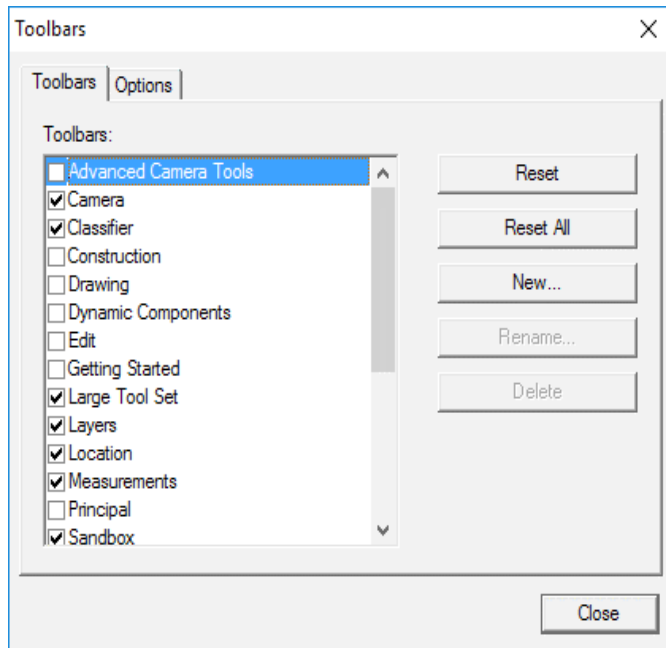 Toolbars
Toolbars Options
Toolbars:
Advanced Camera Tools
Camera
Classifier
Construction
Drawing
Dynamic Components
Edit
Getting Started
Large Tool Set
Layers
Location
Measurements
Principal
Sandbox
Reset
Reset All
New...
Rename...
Delete
Close